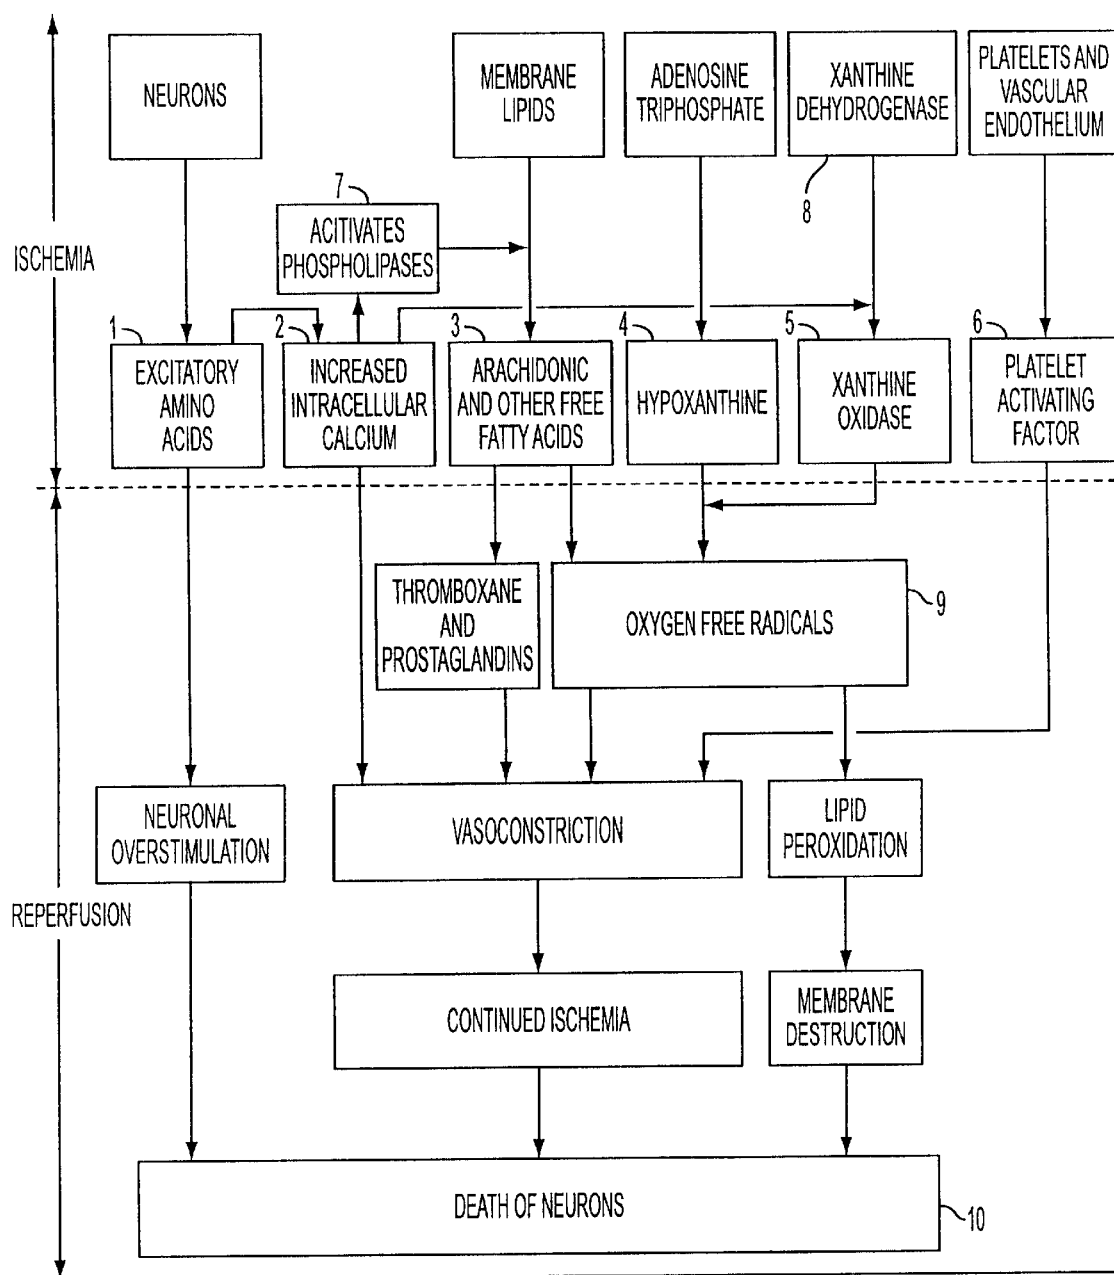 NEURONS
MEMBRANE
LIPIDS
ADENOSINE
TRIPHOSPHATE
XANTHINE
DEHYDROGENASE
PLATELETS AND
VASCULAR
ENDOTHELIUM
8
7
ACITIVATES
PHOSPHOLIPASES
ISCHEMIA
1
EXCITATORY
AMINO
ACIDS
2
INCREASED
INTRACELLULAR
CALCIUM
3
ARACHIDONIC
AND OTHER FREE
FATTY ACIDS
4
HYPOXANTHINE
5
XANTHINE
OXIDASE
6
PLATELET
ACTIVATING
FACTOR
THROMBOXANE
AND
PROSTAGLANDINS
OXYGEN FREE RADICALS
9
NEURONAL
OVERSTIMULATION
VASOCONSTRICTION
LIPID
PEROXIDATION
REPERFUSION
CONTINUED ISCHEMIA
MEMBRANE
DESTRUCTION
DEATH OF NEURONS
10